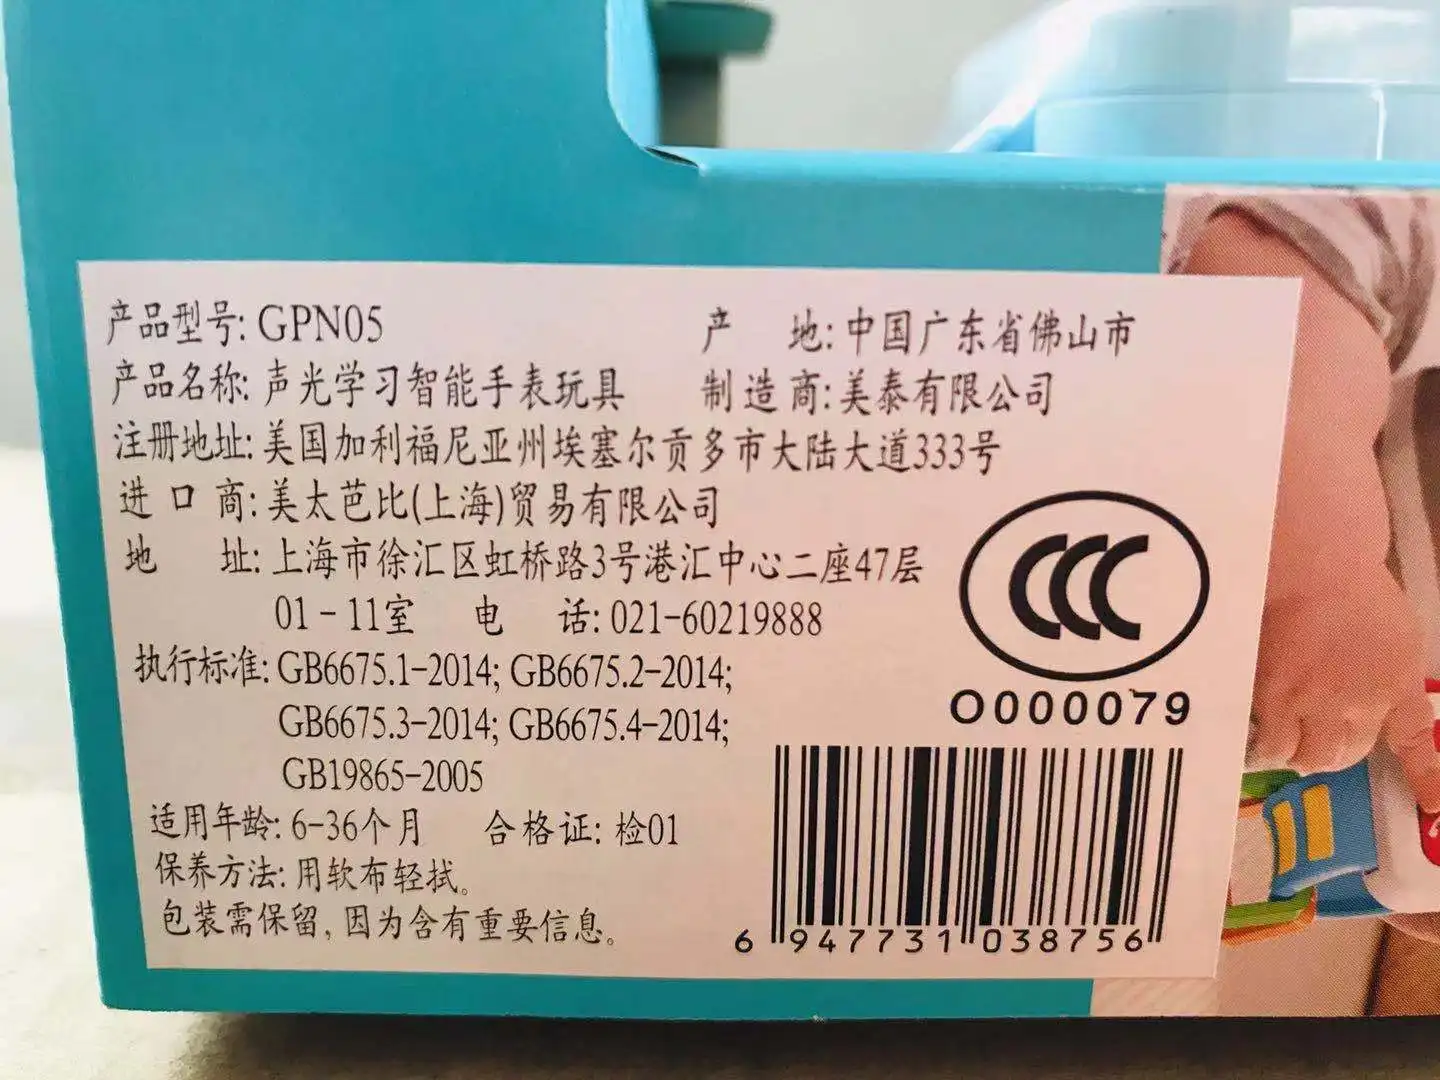 产品型号: GPN05 产 地: 中国广东省佛山市
产品名称: 声光学习智能手表玩具 制造商: 美泰有限公司
注册地址: 美国加利福尼亚州埃塞尔贡多市大陆大道333号
进口商: 美太芭比(上海)贸易有限公司
地 址: 上海市徐汇区虹桥路3号港汇中心二座47层
01-11室 电 话: 021-60219888
执行标准: GB6675.1-2014; GB6675.2-2014;
GB6675.3-2014; GB6675.4-2014;
GB19865-2005
适用年龄: 6-36个月 合格证: 检01
保养方法: 用软布轻拭。
包装需保留, 因为含有重要信息。
CCC
O000079
6 947731 038756